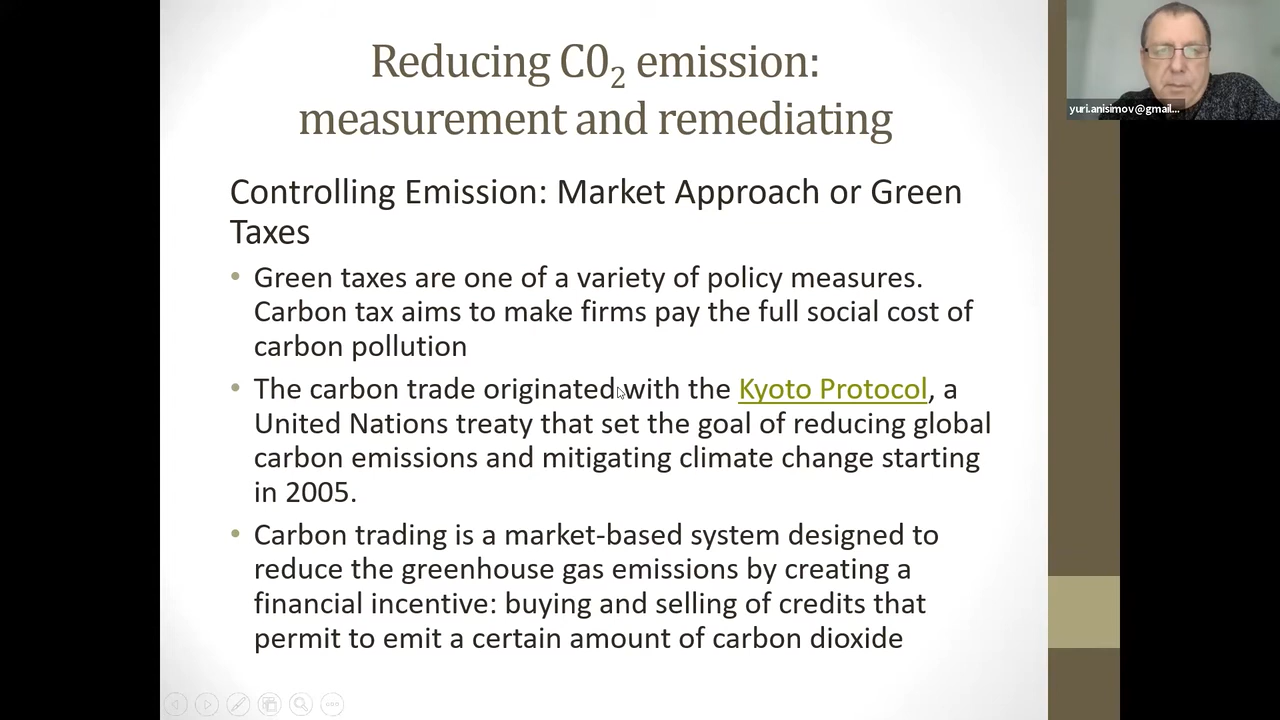 Reducing C0₂ emission:
measurement and remediating
yuri.anisimov@gmail...
Controlling Emission: Market Approach or Green
Taxes
• Green taxes are one of a variety of policy measures.
Carbon tax aims to make firms pay the full social cost of
carbon pollution
• The carbon trade originated with the Kyoto Protocol, a
United Nations treaty that set the goal of reducing global
carbon emissions and mitigating climate change starting
in 2005.
• Carbon trading is a market-based system designed to
reduce the greenhouse gas emissions by creating a
financial incentive: buying and selling of credits that
permit to emit a certain amount of carbon dioxide